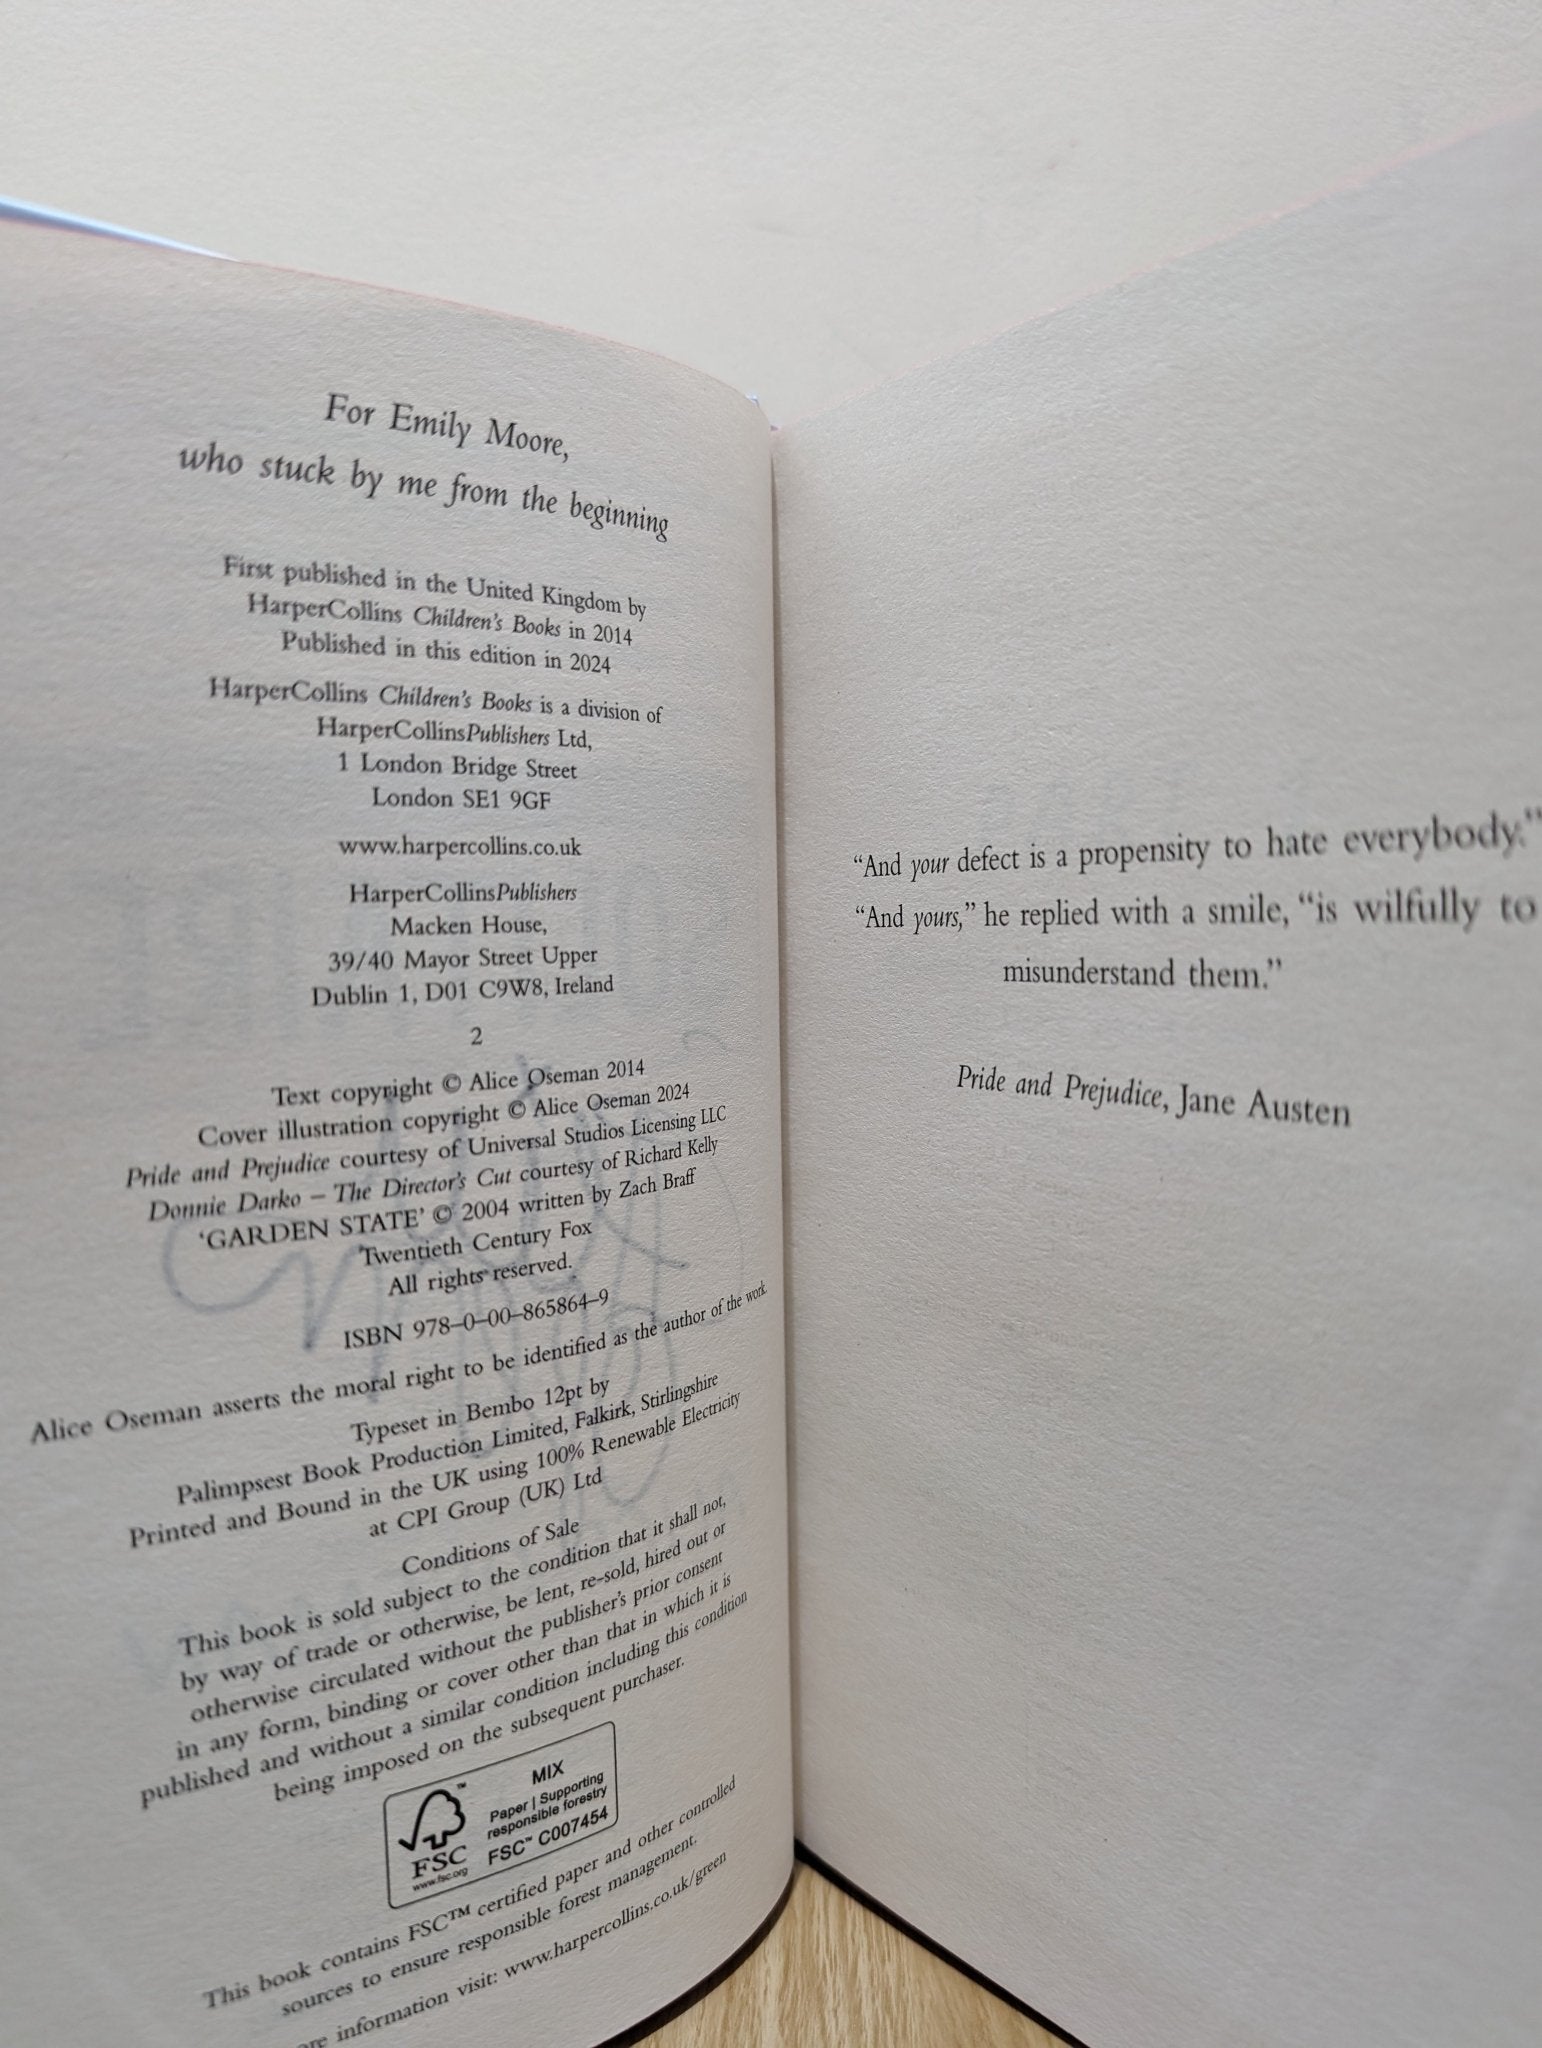 For Emily Moore,
who stuck by me from the beginning
First published in the United Kingdom by
HarperCollins Children's Books in 2014
Published in this edition in 2024
HarperCollins Children's Books is a division of
HarperCollinsPublishers Ltd,
1 London Bridge Street
London SE1 9GF
www.harpercollins.co.uk
HarperCollinsPublishers
Macken House,
39/40 Mayor Street Upper
Dublin 1, D01 C9W8, Ireland
2
Text copyright © Alice Oseman 2014
Cover illustration copyright © Alice Oseman 2024
Pride and Prejudice courtesy of Universal Studios Licensing LLC
Donnie Darko – The Director's Cut courtesy of Richard Kelly
'GARDEN STATE' © 2004 written by Zach Braff
Twentieth Century Fox
All rights reserved.
ISBN 978–0–00–865864–9
Alice Oseman asserts the moral right to be identified as the author of the work.
Typeset in Bembo 12pt by
Palimpsest Book Production Limited, Falkirk, Stirlingshire
Printed and Bound in the UK using 100% Renewable Electricity
at CPI Group (UK) Ltd
Conditions of Sale
This book is sold subject to the condition that it shall not,
by way of trade or otherwise, be lent, re-sold, hired out or
otherwise circulated without the publisher's prior consent
in any form, binding or cover other than that in which it is
published and without a similar condition including this condition
being imposed on the subsequent purchaser.
FSC
www.fsc.org
MIX
Paper | Supporting
responsible forestry
FSC™ C007454
This book contains FSC™ certified paper and other controlled
sources to ensure responsible forest management.
information visit: www.harpercollins.co.uk/green
"And your defect is a propensity to hate everybody."
"And yours," he replied with a smile, "is wilfully to
misunderstand them."
Pride and Prejudice, Jane Austen